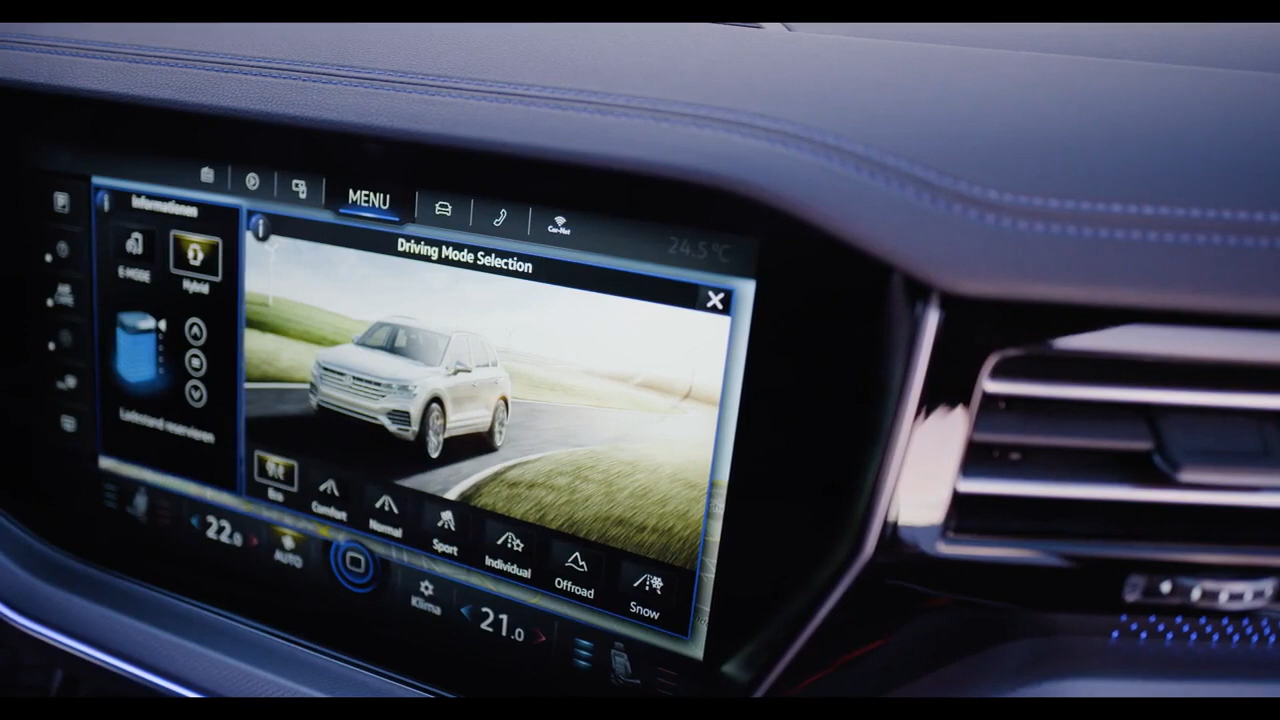 MENU
Car-Net
24.5°C
Informationen
Driving Mode Selection
E-MODE
Hybrid
Ladestand reservieren
Eco
Comfort
Normal
Sport
Individual
Offroad
Snow
22.0
AUTO
Klima
21.0